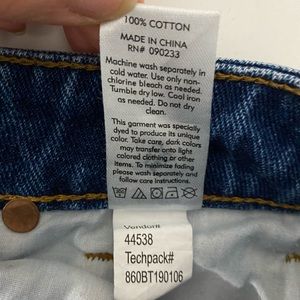 100% COTTON
MADE IN CHINA
RN# 090233
Machine wash separately in
cold water. Use only non-
chlorine bleach as needed.
Tumble dry low. Cool iron
as needed. Do not dry
clean.
This garment was specially
dyed to produce its unique
color. Take care, dark colors
may transfer onto light
colored clothing or other
items. To minimize fading
please wash separately and
follow care instructions.
Vendor#
44538
Techpack#
860BT190106